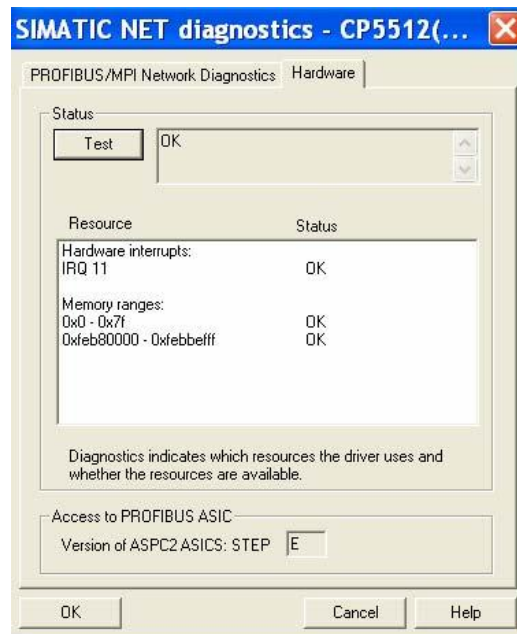 SIMATIC NET diagnostics - CP5512(...
PROFIBUS/MPI Network Diagnostics Hardware
Status
Test OK
Resource Status
Hardware interrupts:
IRQ 11 OK
Memory ranges:
0x0 - 0x7f OK
0xfeb80000 - 0xfebbefff OK
Diagnostics indicates which resources the driver uses and
whether the resources are available.
Access to PROFIBUS ASIC
Version of ASPC2 ASICS: STEP E
OK Cancel Help